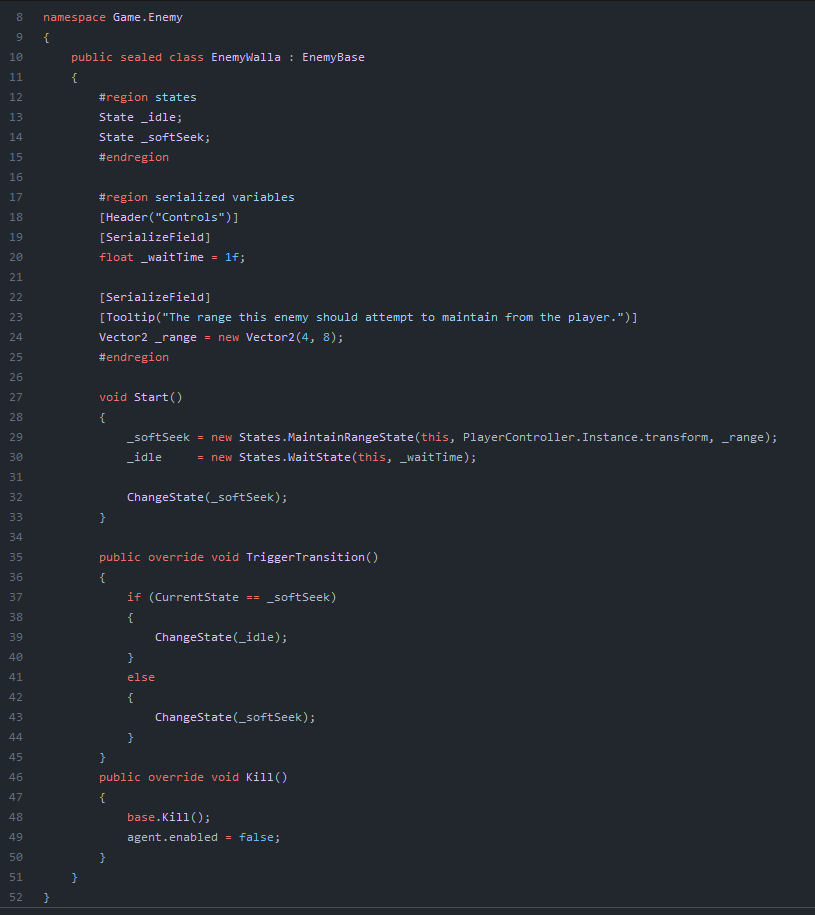 8 namespace Game.Enemy
9 {
10     public sealed class EnemyWalla : EnemyBase
11     {
12         #region states
13         State _idle;
14         State _softSeek;
15         #endregion
16
17         #region serialized variables
18         [Header("Controls")]
19         [SerializeField]
20         float _waitTime = 1f;
21
22         [SerializeField]
23         [Tooltip("The range this enemy should attempt to maintain from the player.")]
24         Vector2 _range = new Vector2(4, 8);
25         #endregion
26
27         void Start()
28         {
29             _softSeek = new States.MaintainRangeState(this, PlayerController.Instance.transform, _range);
30             _idle     = new States.WaitState(this, _waitTime);
31
32             ChangeState(_softSeek);
33         }
34
35         public override void TriggerTransition()
36         {
37             if (CurrentState == _softSeek)
38             {
39                 ChangeState(_idle);
40             }
41             else
42             {
43                 ChangeState(_softSeek);
44             }
45         }
46         public override void Kill()
47         {
48             base.Kill();
49             agent.enabled = false;
50         }
51     }
52 }